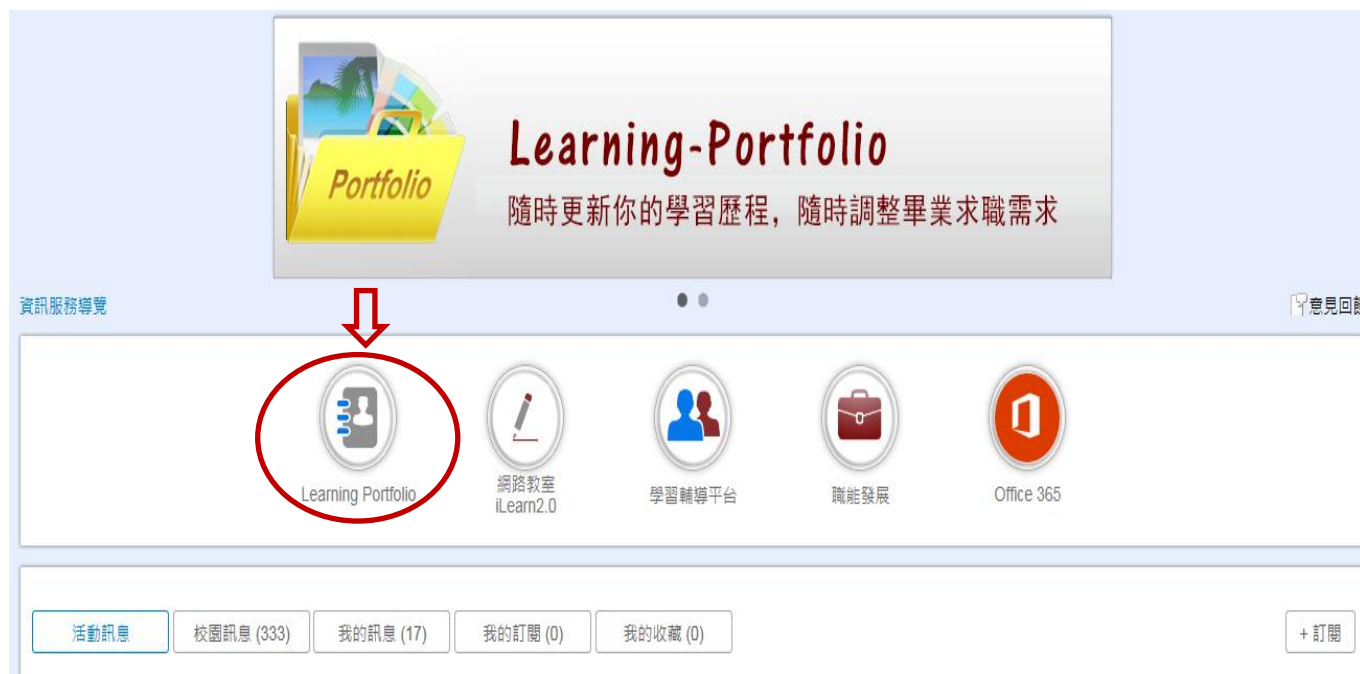 Portfolio
Learning-Portfolio
隨時更新你的學習歷程，隨時調整畢業求職需求
資訊服務導覽
意見回饋
Learning Portfolio
網路教室
iLearn2.0
學習輔導平台
職能發展
Office 365
活動訊息
校園訊息 (333)
我的訊息 (17)
我的訂閱 (0)
我的收藏 (0)
+ 訂閱